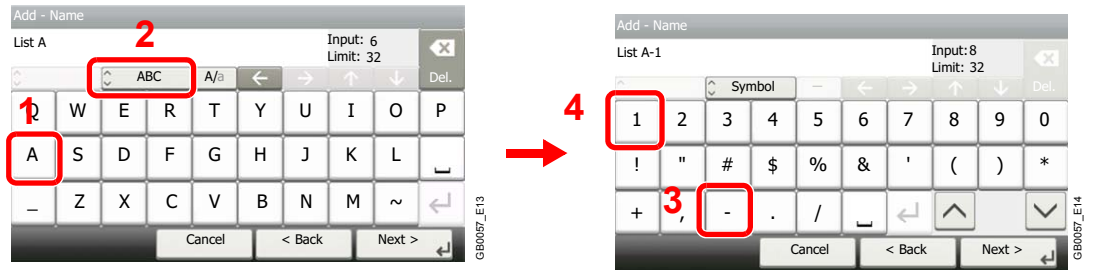 Add - Name
List A
2
Input: 6
Limit: 32
ABC
A/a
Del.
1
Q W E R T Y U I O P
A S D F G H J K L
_ Z X C V B N M ~
Cancel
< Back
Next >
GB0057_E13
Add - Name
List A-1
Input: 8
Limit: 32
Symbol
Del.
4
1 2 3 4 5 6 7 8 9 0
! " # $ % & ' ( ) *
3
+ , - . /
Cancel
< Back
Next >
GB0057_E14